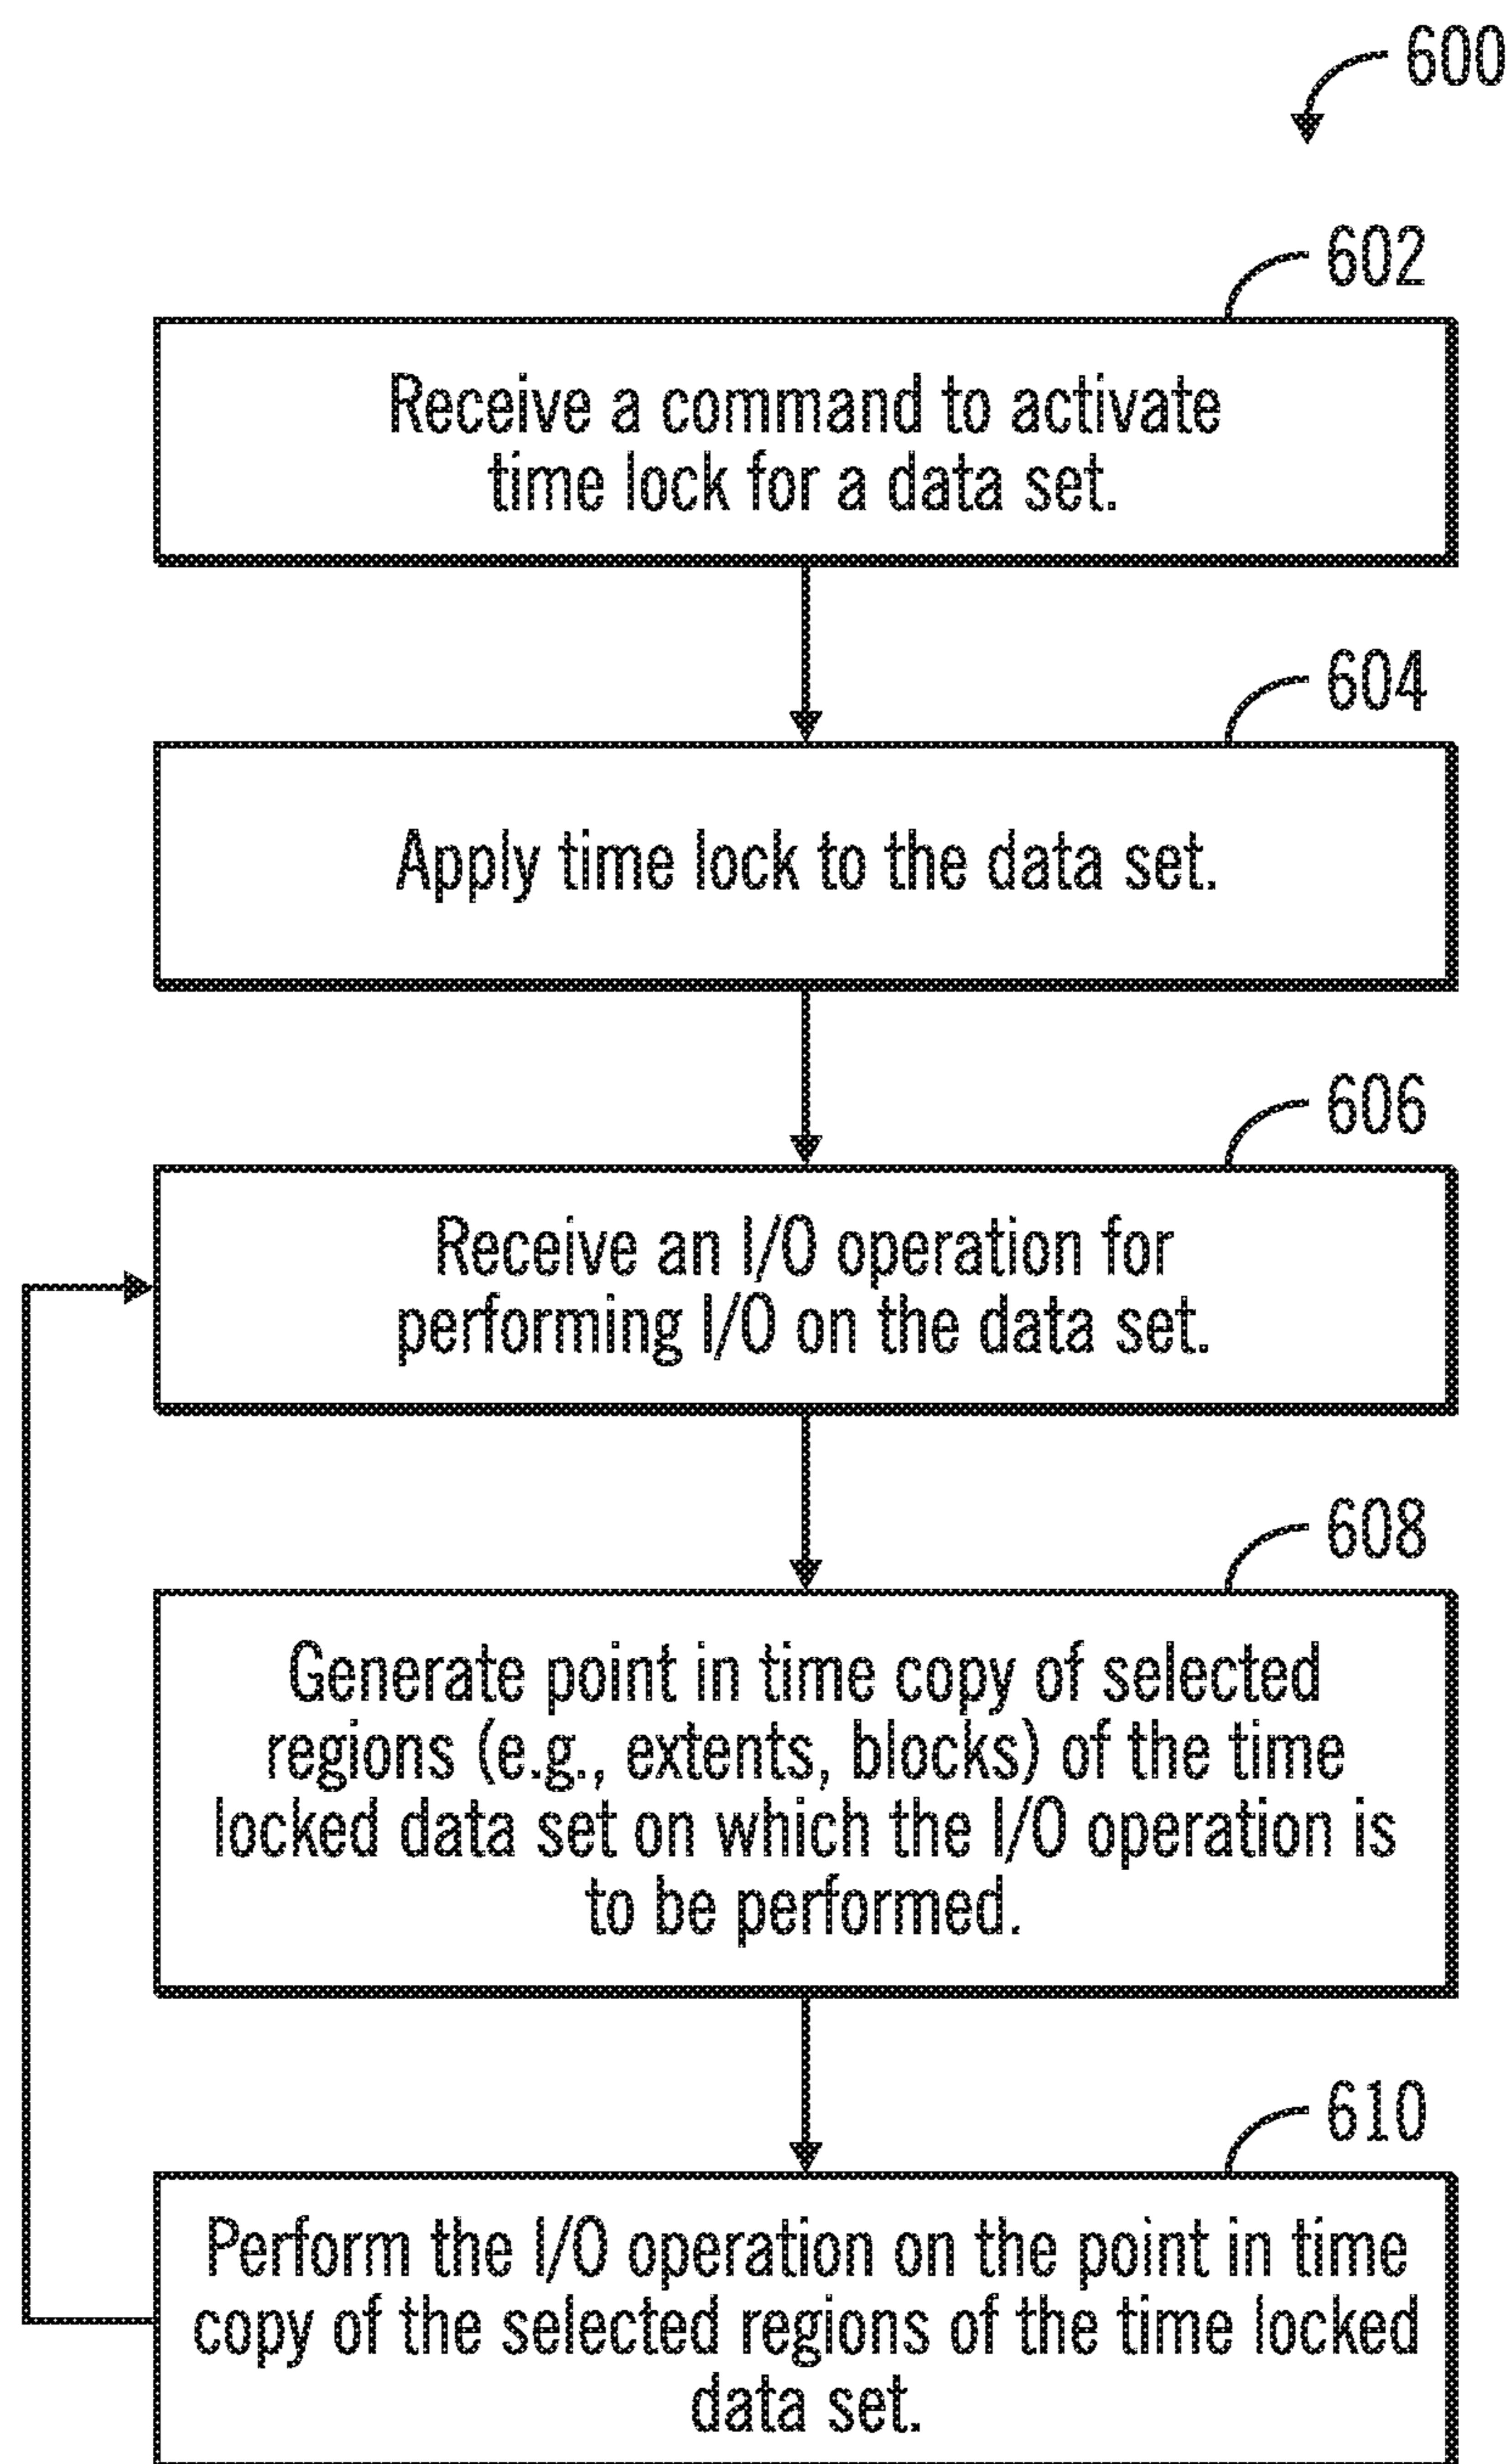 600
602
Receive a command to activate
time lock for a data set.
604
Apply time lock to the data set.
606
Receive an I/O operation for
performing I/O on the data set.
608
Generate point in time copy of selected
regions (e.g., extents, blocks) of the time
locked data set on which the I/O operation is
to be performed.
610
Perform the I/O operation on the point in time
copy of the selected regions of the time locked
data set.